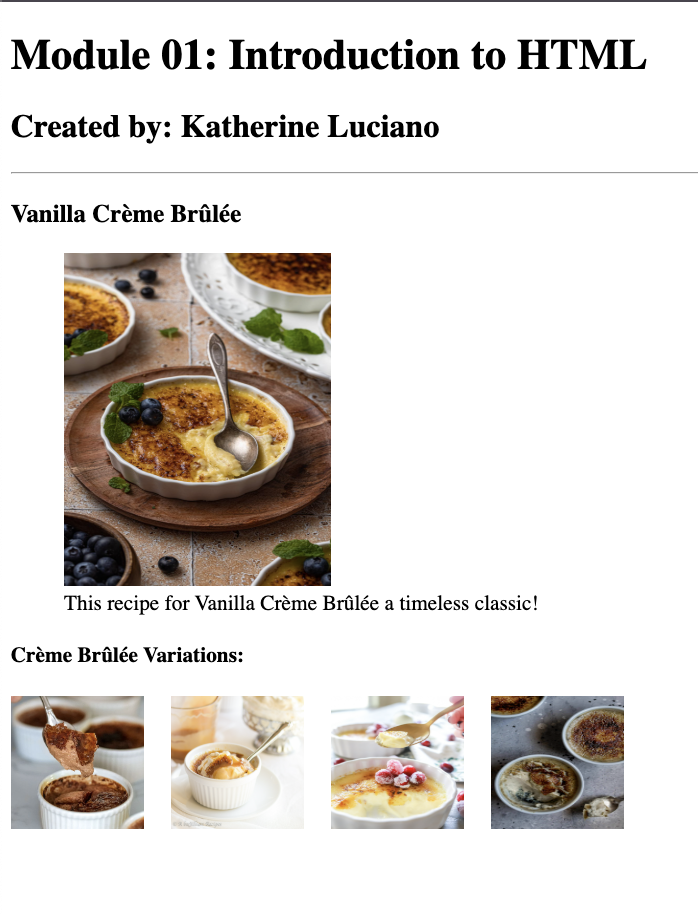 Module 01: Introduction to HTML
Created by: Katherine Luciano
Vanilla Crème Brûlée
This recipe for Vanilla Crème Brûlée a timeless classic!
Crème Brûlée Variations: